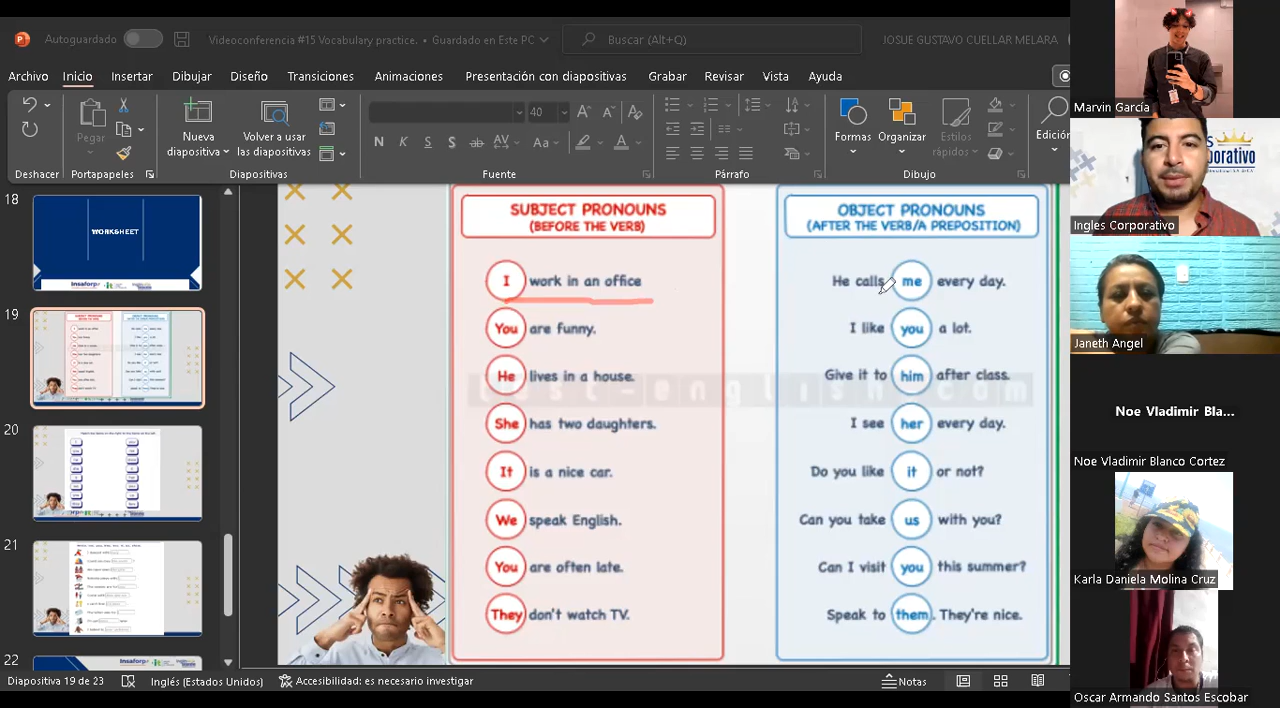 Autoguardado
Videoconferencia #15 Vocabulary practice. • Guardado en Este PC
Buscar (Alt+Q)
IOSUE GUSTAVO CUELLAR MELARA
Archivo Inicio Insertar Dibujar Diseño Transiciones Animaciones Presentación con diapositivas Grabar Revisar Vista Ayuda
Pegar
Nueva diapositiva
Volver a usar las diapositivas
40
N K S S ab AV Aa A
Formas
Organizar
Estilos rápidos
Edición
Deshacer Portapapeles Diapositivas Fuente Párrafo Dibujo
18
WORKSHEET
Insaforp
19
20
21
22
Insaforp
SUBJECT PRONOUNS
(BEFORE THE VERB)
I work in an office
You are funny.
He lives in a house.
She has two daughters.
It is a nice car.
We speak English.
You are often late.
They don't watch TV.
OBJECT PRONOUNS
(AFTER THE VERB/A PREPOSITION)
He calls me every day.
I like you a lot.
Give it to him after class.
I see her every day.
Do you like it or not?
Can you take us with you?
Can I visit you this summer?
Speak to them. They're nice.
Diapositiva 19 de 23
Inglés (Estados Unidos)
Accesibilidad: es necesario investigar
Notas
Marvin García
Ingles Corporativo
Janeth Angel
Noe Vladimir Bla...
Noe Vladimir Blanco Cortez
Karla Daniela Molina Cruz
Oscar Armando Santos Escobar